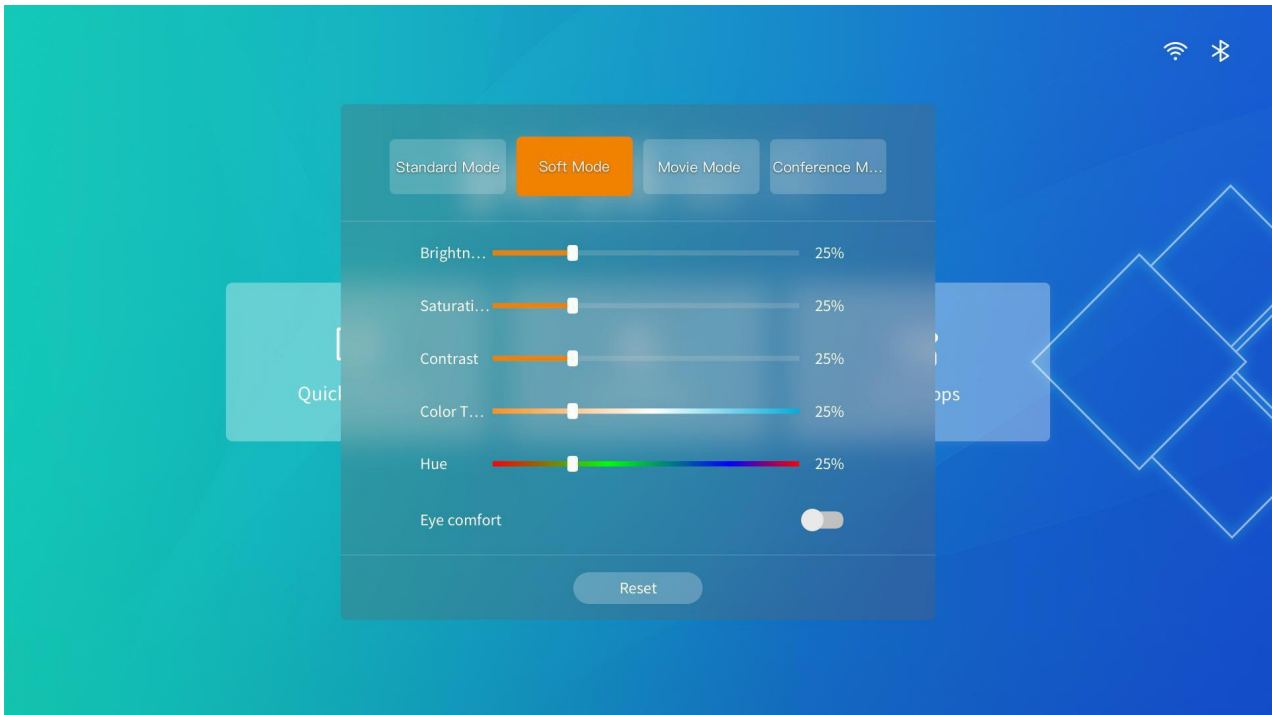 Standard Mode Soft Mode Movie Mode Conference M...
Brightn... 25%
Saturati... 25%
Contrast 25%
Quick
Color T... 25%
Hue 25%
Eye comfort
Reset